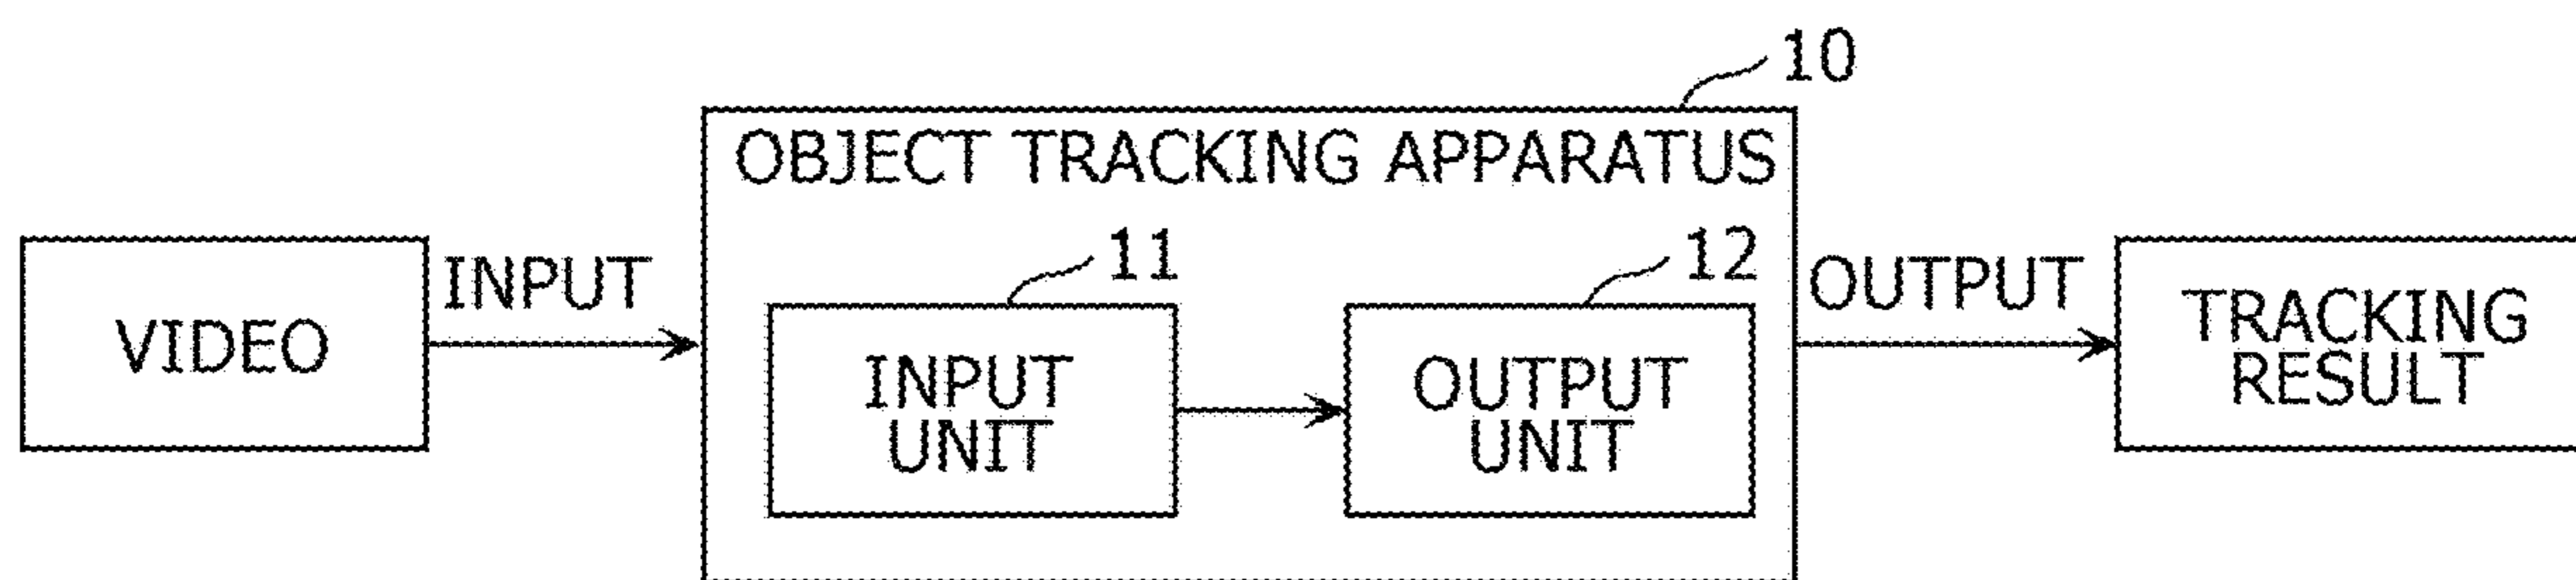 10
OBJECT TRACKING APPARATUS
VIDEO
INPUT
11
INPUT
UNIT
12
OUTPUT
UNIT
OUTPUT
TRACKING
RESULT